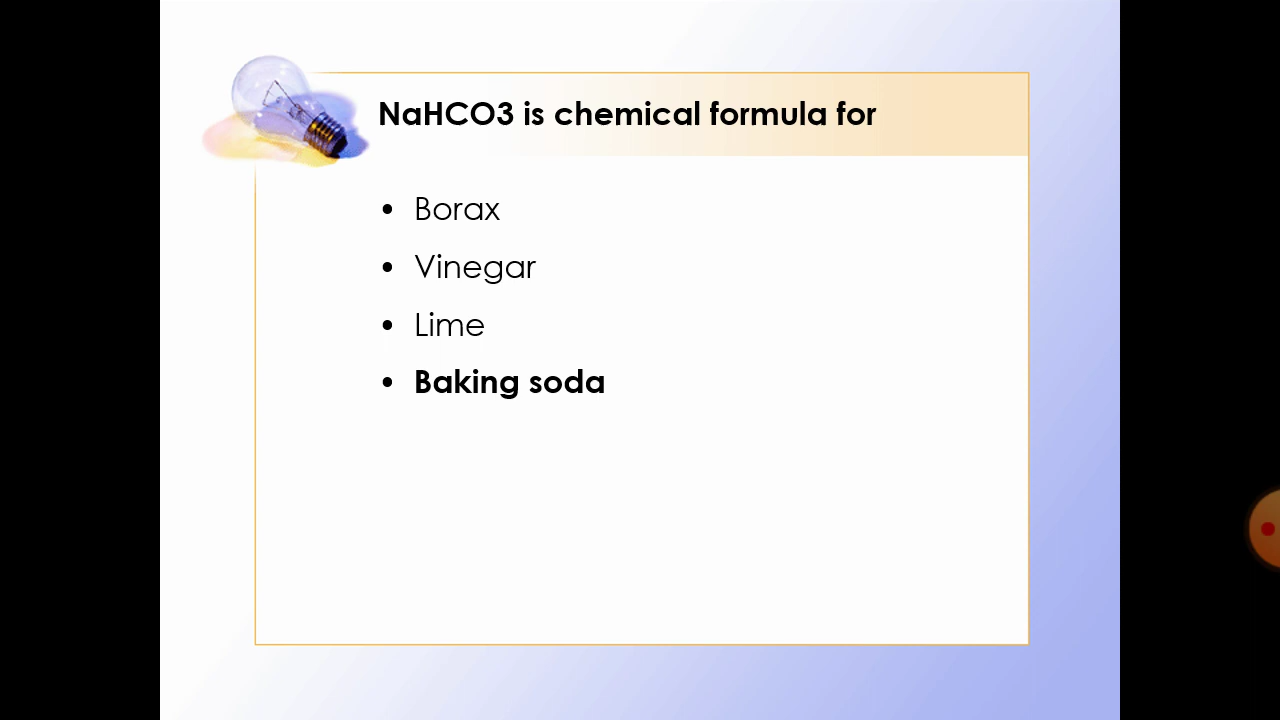 NaHCO3 is chemical formula for
• Borax
• Vinegar
• Lime
• Baking soda